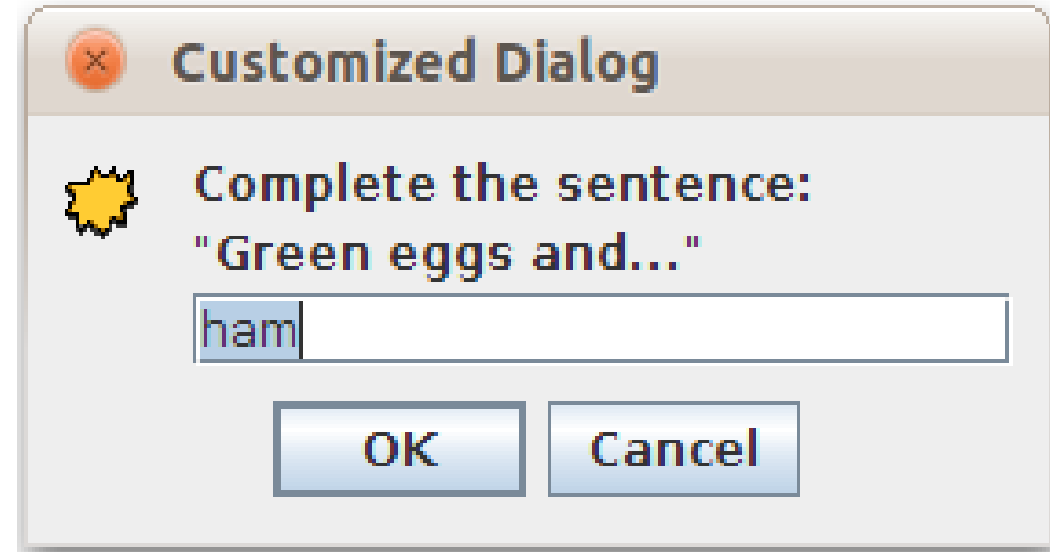 Customized Dialog
Complete the sentence:
"Green eggs and..."
ham
OK Cancel